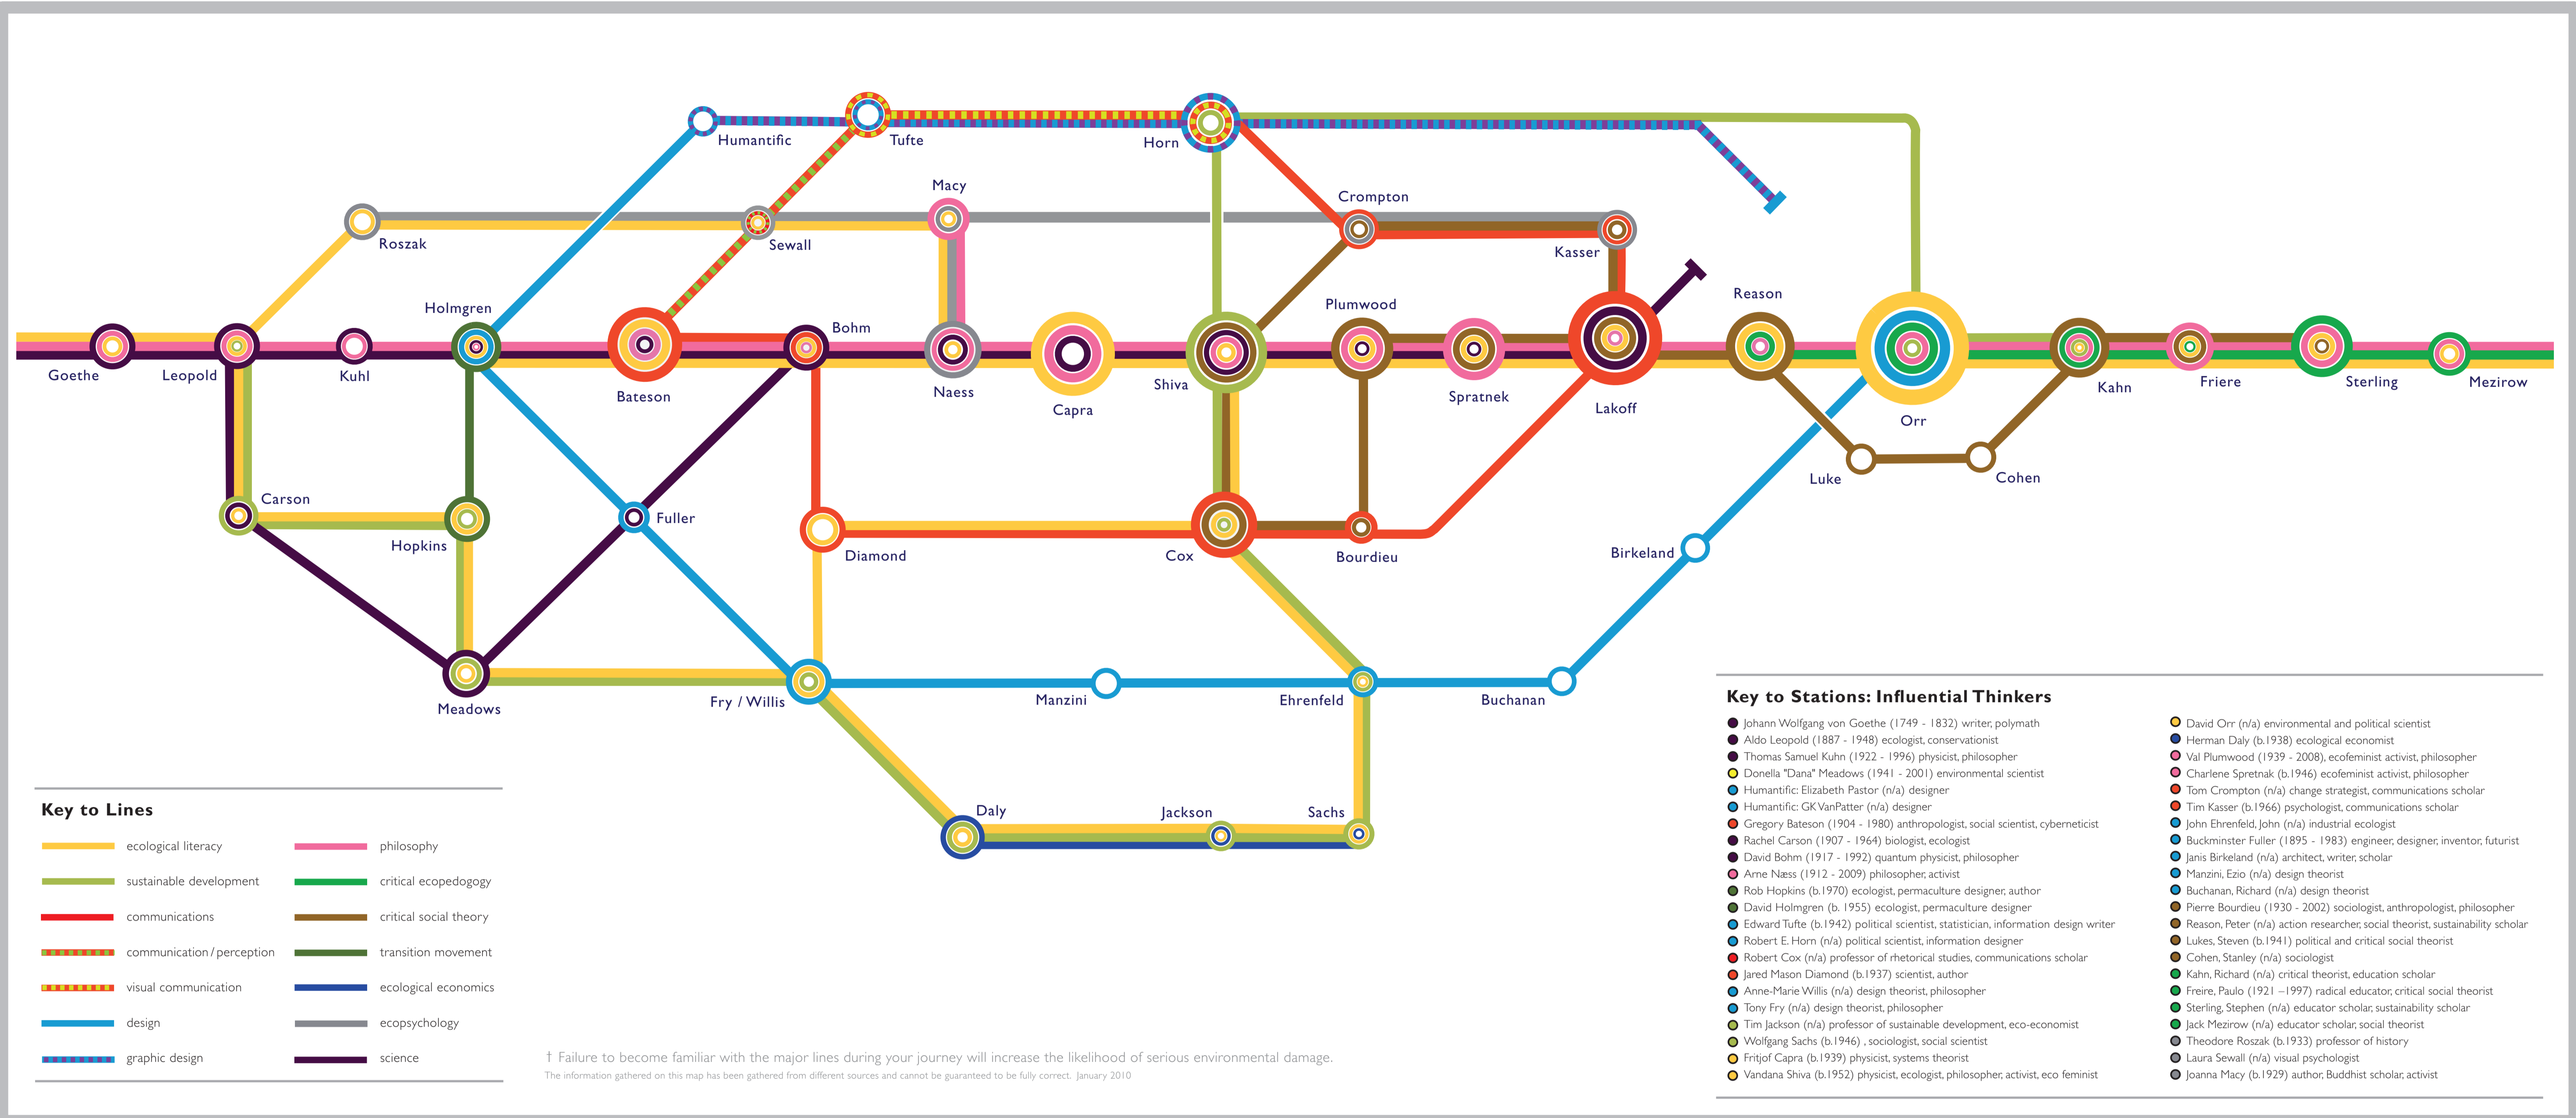 Humantific
Tufte
Horn
Macy
Crompton
Roszak
Sewall
Kasser
Holmgren
Bohm
Plumwood
Reason
Goethe
Leopold
Kuhl
Bateson
Naess
Capra
Shiva
Spratnek
Lakoff
Orr
Kahn
Friere
Sterling
Mezirow
Luke
Cohen
Carson
Hopkins
Fuller
Diamond
Cox
Bourdieu
Birkeland
Meadows
Fry / Willis
Manzini
Ehrenfeld
Buchanan
Daly
Jackson
Sachs
Key to Lines
ecological literacy
sustainable development
communications
communication / perception
visual communication
design
graphic design
philosophy
critical ecopedogogy
critical social theory
transition movement
ecological economics
ecopsychology
science
† Failure to become familiar with the major lines during your journey will increase the likelihood of serious environmental damage.
The information gathered on this map has been gathered from different sources and cannot be guaranteed to be fully correct. January 2010
Key to Stations: Influential Thinkers
Johann Wolfgang von Goethe (1749 - 1832) writer, polymath
Aldo Leopold (1887 - 1948) ecologist, conservationist
Thomas Samuel Kuhn (1922 - 1996) physicist, philosopher
Donella "Dana" Meadows (1941 - 2001) environmental scientist
Humantific: Elizabeth Pastor (n/a) designer
Humantific: GK VanPatter (n/a) designer
Gregory Bateson (1904 - 1980) anthropologist, social scientist, cyberneticist
Rachel Carson (1907 - 1964) biologist, ecologist
David Bohm (1917 - 1992) quantum physicist, philosopher
Arne Næss (1912 - 2009) philosopher, activist
Rob Hopkins (b.1970) ecologist, permaculture designer, author
David Holmgren (b. 1955) ecologist, permaculture designer
Edward Tufte (b.1942) political scientist, statistician, information design writer
Robert E. Horn (n/a) political scientist, information designer
Robert Cox (n/a) professor of rhetorical studies, communications scholar
Jared Mason Diamond (b.1937) scientist, author
Anne-Marie Willis (n/a) design theorist, philosopher
Tony Fry (n/a) design theorist, philosopher
Tim Jackson (n/a) professor of sustainable development, eco-economist
Wolfgang Sachs (b.1946) , sociologist, social scientist
Fritjof Capra (b.1939) physicist, systems theorist
Vandana Shiva (b.1952) physicist, ecologist, philosopher, activist, eco feminist
David Orr (n/a) environmental and political scientist
Herman Daly (b.1938) ecological economist
Val Plumwood (1939 - 2008), ecofeminist activist, philosopher
Charlene Spretnak (b.1946) ecofeminist activist, philosopher
Tom Crompton (n/a) change strategist, communications scholar
Tim Kasser (b.1966) psychologist, communications scholar
John Ehrenfeld, John (n/a) industrial ecologist
Buckminster Fuller (1895 - 1983) engineer, designer, inventor, futurist
Janis Birkeland (n/a) architect, writer, scholar
Manzini, Ezio (n/a) design theorist
Buchanan, Richard (n/a) design theorist
Pierre Bourdieu (1930 - 2002) sociologist, anthropologist, philosopher
Reason, Peter (n/a) action researcher, social theorist, sustainability scholar
Lukes, Steven (b.1941) political and critical social theorist
Cohen, Stanley (n/a) sociologist
Kahn, Richard (n/a) critical theorist, education scholar
Freire, Paulo (1921 –1997) radical educator, critical social theorist
Sterling, Stephen (n/a) educator scholar, sustainability scholar
Jack Mezirow (n/a) educator scholar, social theorist
Theodore Roszak (b.1933) professor of history
Laura Sewall (n/a) visual psychologist
Joanna Macy (b.1929) author, Buddhist scholar, activist